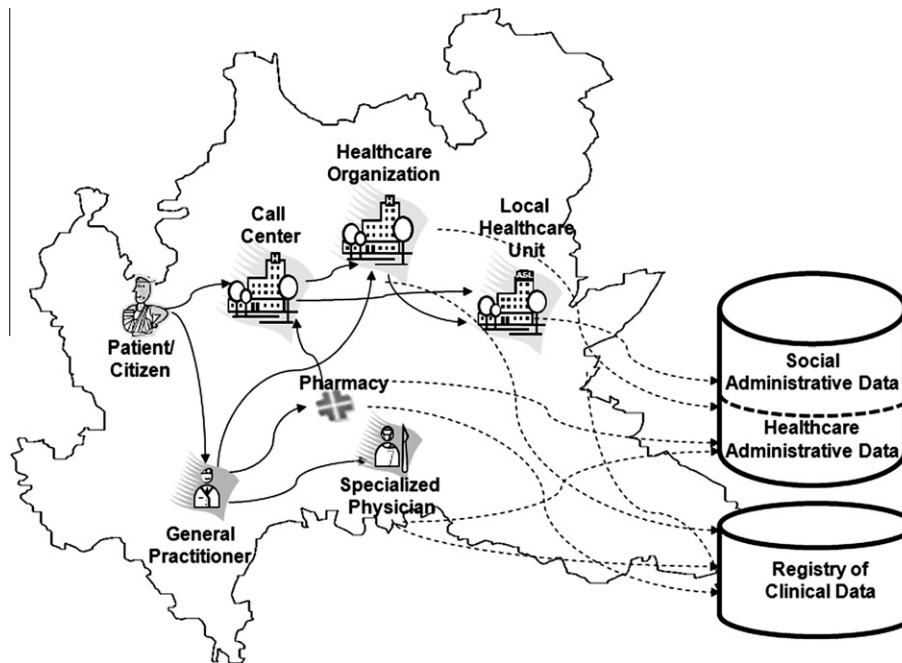 Healthcare
Organization
Call
Center
H
H
Local
Healthcare
Unit
ASL
Patient/
Citizen
Social
Administrative Data
Pharmacy
Healthcare
Administrative Data
Specialized
Physician
General
Practitioner
Registry of
Clinical Data